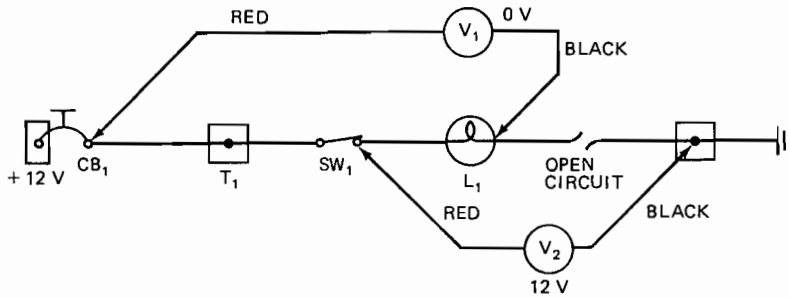 RED
V₁
0 V
BLACK
+ 12 V
CB₁
T₁
SW₁
L₁
OPEN
CIRCUIT
RED
BLACK
V₂
12 V